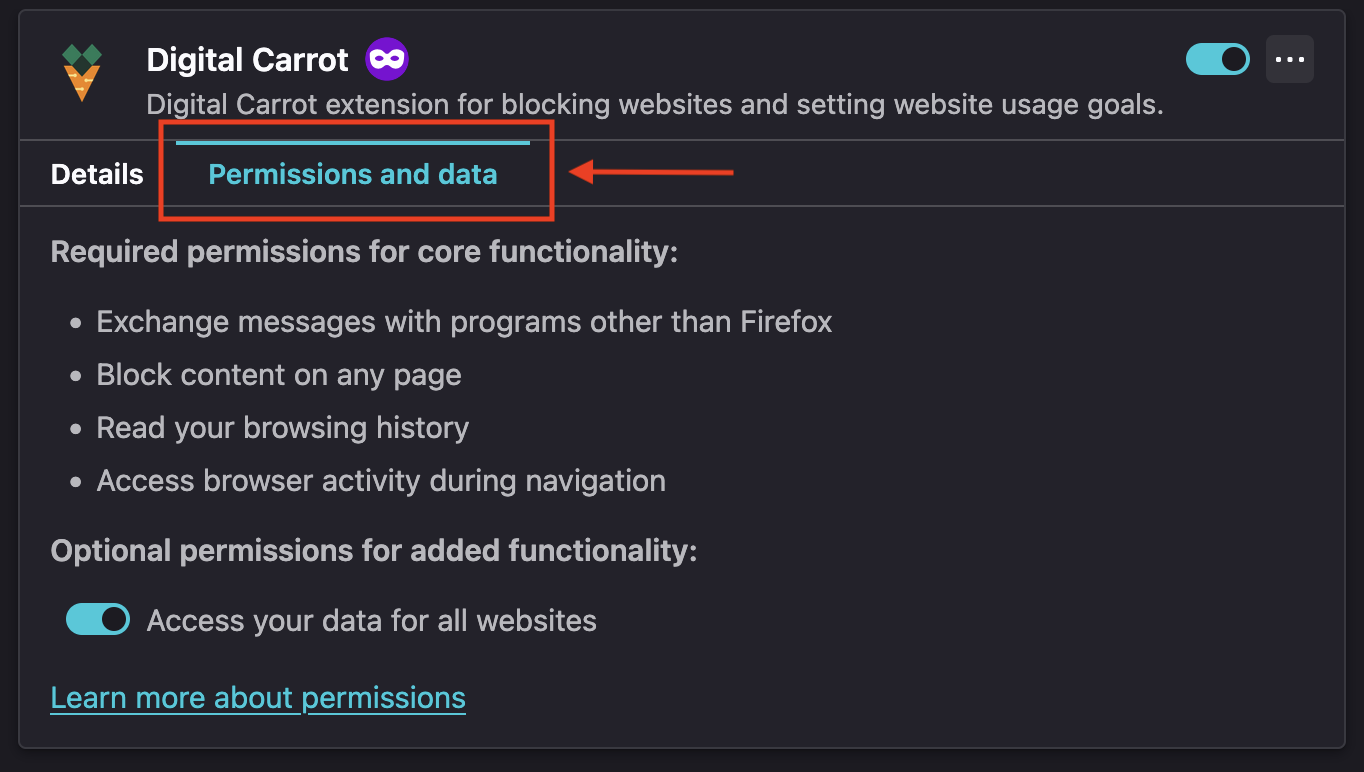 Digital Carrot
Digital Carrot extension for blocking websites and setting website usage goals.
Details
Permissions and data
Required permissions for core functionality:
Exchange messages with programs other than Firefox
Block content on any page
Read your browsing history
Access browser activity during navigation
Optional permissions for added functionality:
Access your data for all websites
Learn more about permissions